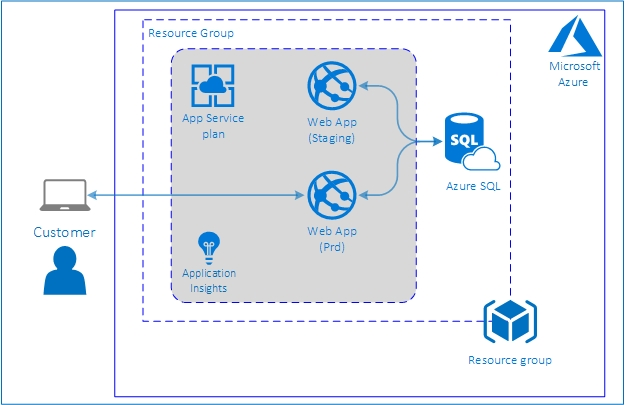 Resource Group
Microsoft
Azure
App Service
plan
Web App
(Staging)
SQL
Azure SQL
Customer
Web App
(Prd)
Application
Insights
Resource group